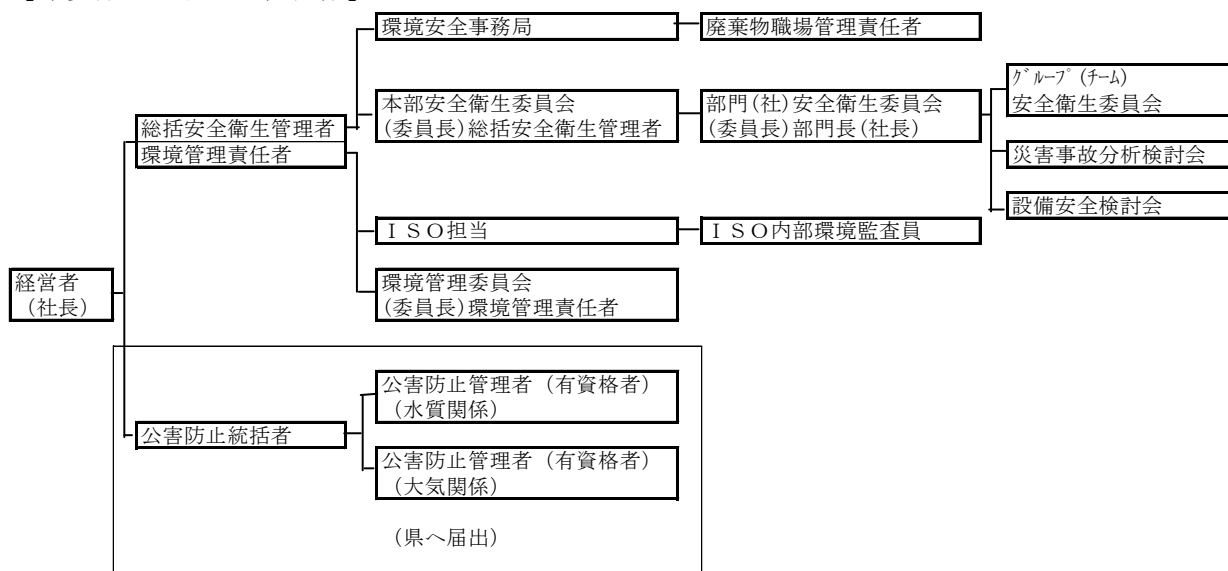 環境安全事務局
廃棄物職場管理責任者
グループ(チーム)
安全衛生委員会
本部安全衛生委員会
(委員長)総括安全衛生管理者
部門(社)安全衛生委員会
(委員長)部門長(社長)
総括安全衛生管理者
環境管理責任者
災害事故分析検討会
設備安全検討会
ISO担当
ISO内部環境監査員
経営者
(社長)
環境管理委員会
(委員長)環境管理責任者
公害防止管理者(有資格者)
(水質関係)
公害防止統括者
公害防止管理者(有資格者)
(大気関係)
(県へ届出)